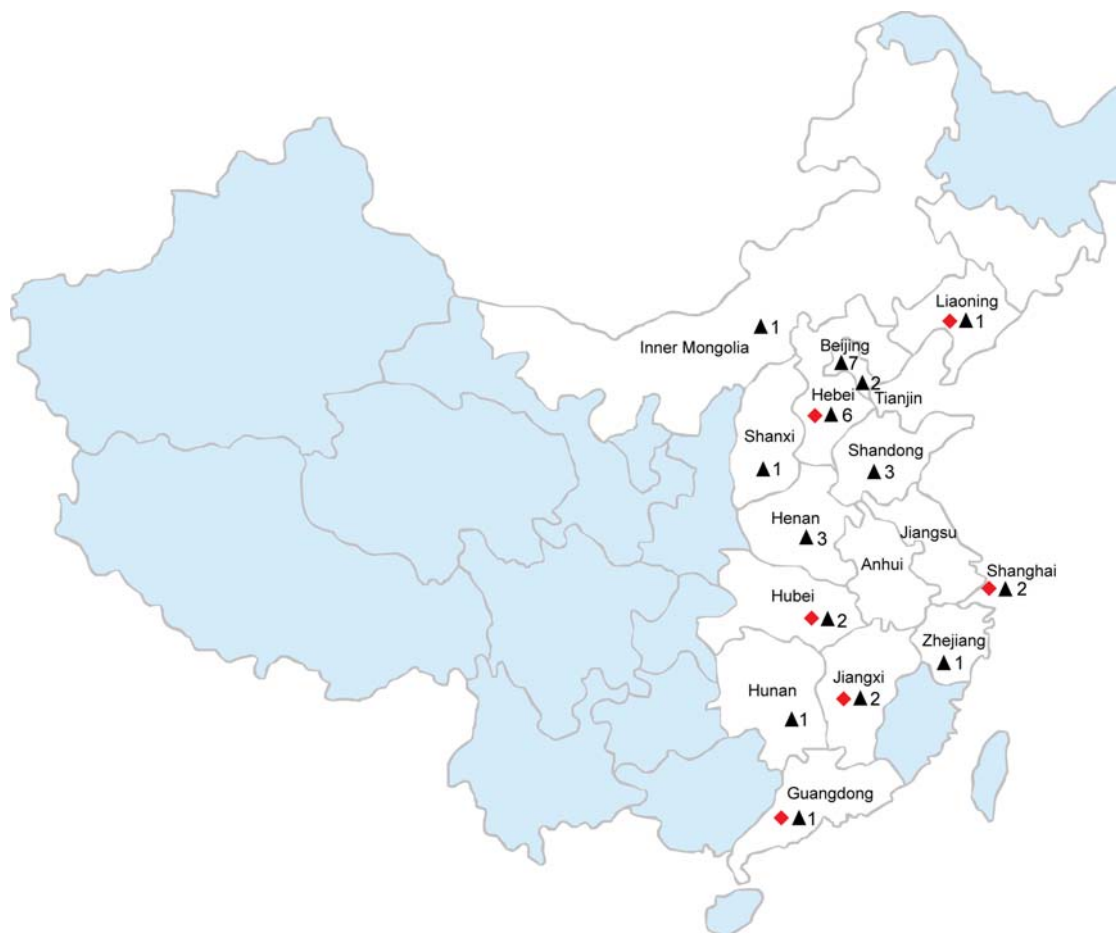 Liaoning
1
1
Inner Mongolia
Beijing
7
2
Tianjin
Hebei
6
Shanxi
1
Shandong
3
Henan
3
Jiangsu
Anhui
Shanghai
2
Hubei
2
Zhejiang
1
Jiangxi
2
Hunan
1
Guangdong
1